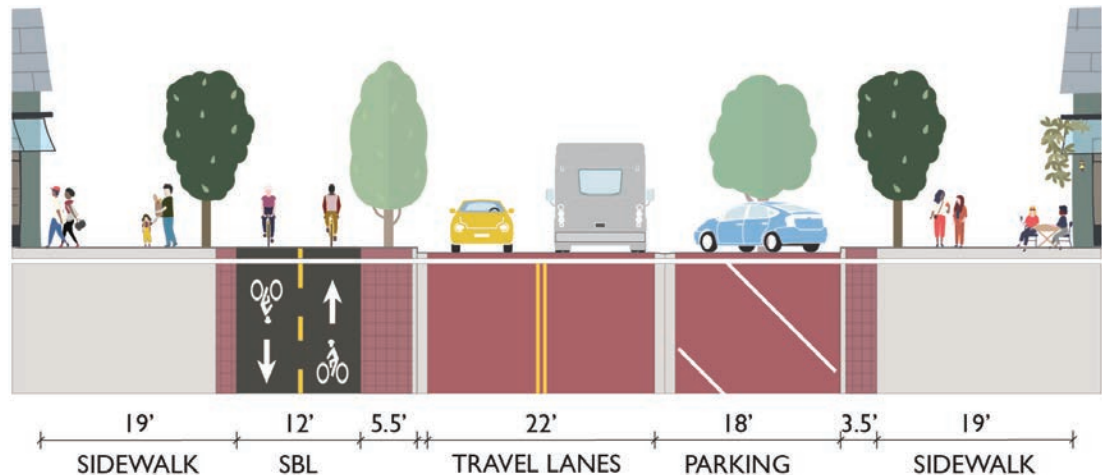 19' 12' 5.5' 22' 18' 3.5' 19'
SIDEWALK SBL TRAVEL LANES PARKING SIDEWALK